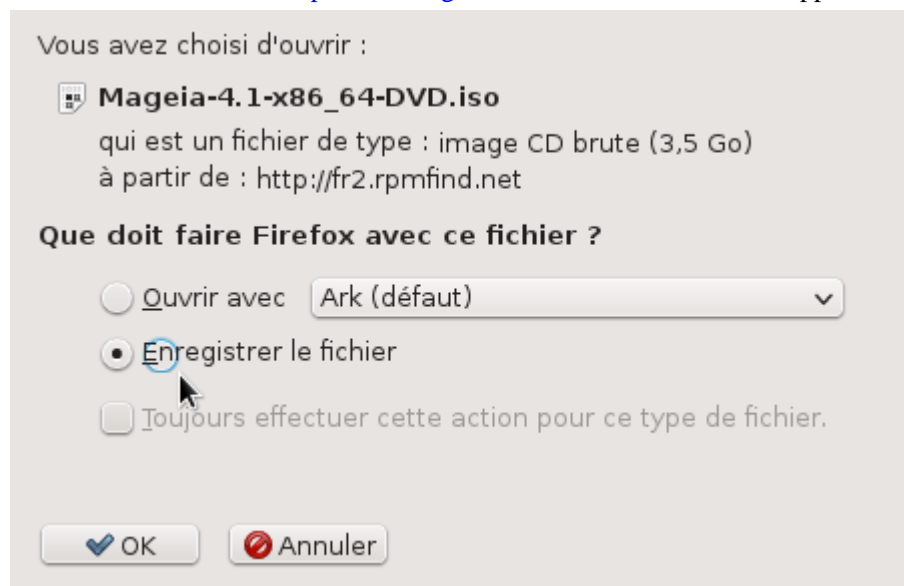 Vous avez choisi d'ouvrir :
Mageia-4.1-x86_64-DVD.iso
qui est un fichier de type : image CD brute (3,5 Go)
à partir de : http://fr2.rpmfind.net
Que doit faire Firefox avec ce fichier ?
Ouvrir avec Ark (défaut)
Enregistrer le fichier
Toujours effectuer cette action pour ce type de fichier.
OK Annuler